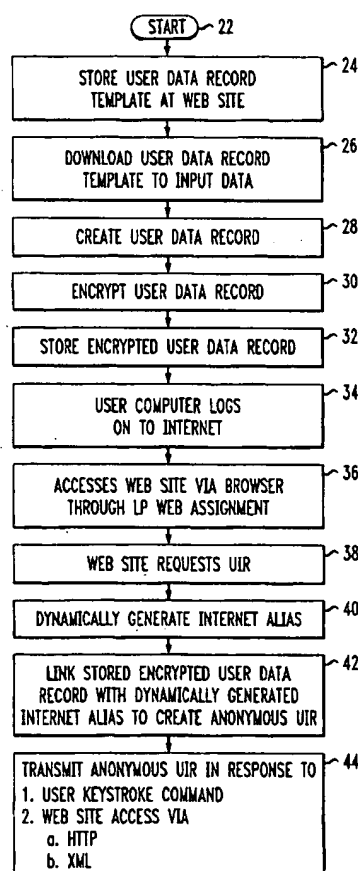 START 22
24
STORE USER DATA RECORD
TEMPLATE AT WEB SITE
26
DOWNLOAD USER DATA RECORD
TEMPLATE TO INPUT DATA
28
CREATE USER DATA RECORD
30
ENCRYPT USER DATA RECORD
32
STORE ENCRYPTED USER DATA RECORD
34
USER COMPUTER LOGS
ON TO INTERNET
36
ACCESSES WEB SITE VIA BROWSER
THROUGH LP WEB ASSIGNMENT
38
WEB SITE REQUESTS UIR
40
DYNAMICALLY GENERATE INTERNET ALIAS
42
LINK STORED ENCRYPTED USER DATA
RECORD WITH DYNAMICALLY GENERATED
INTERNET ALIAS TO CREATE ANONYMOUS UIR
44
TRANSMIT ANONYMOUS UIR IN RESPONSE TO
1. USER KEYSTROKE COMMAND
2. WEB SITE ACCESS VIA
a. HTTP
b. XML